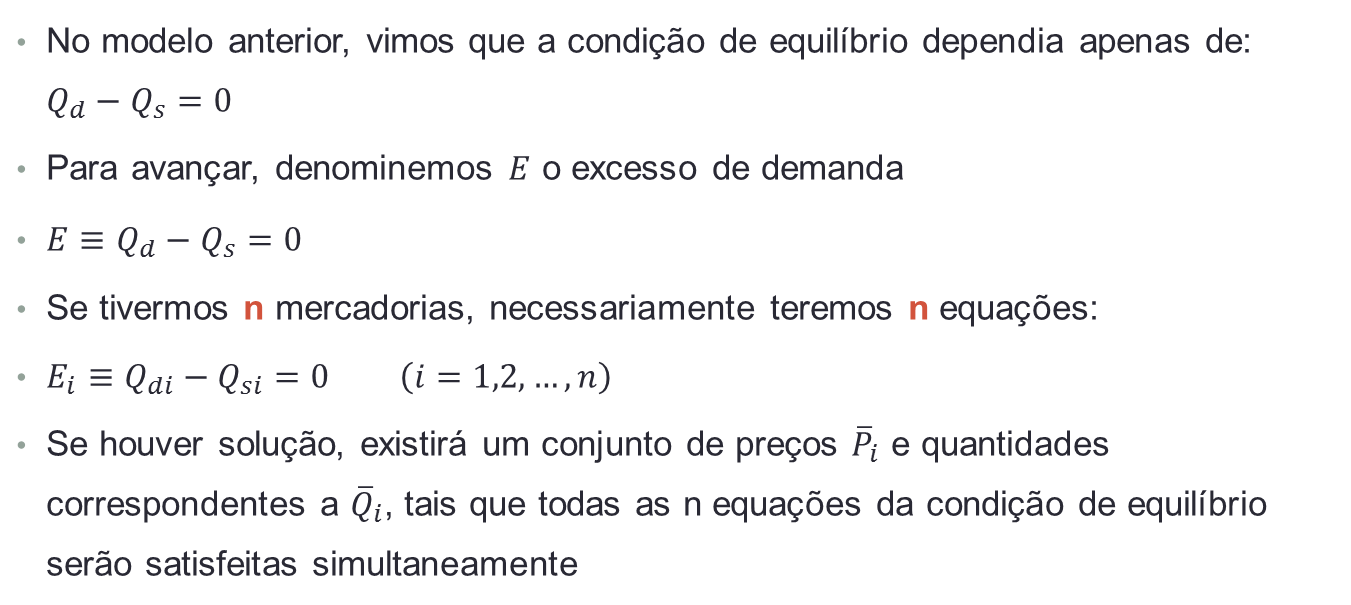 • No modelo anterior, vimos que a condição de equilíbrio dependia apenas de:
Q_d − Q_s = 0
• Para avançar, denominemos E o excesso de demanda
• E ≡ Q_d − Q_s = 0
• Se tivermos n mercadorias, necessariamente teremos n equações:
• E_i ≡ Q_di − Q_si = 0 (i = 1,2, … , n)
• Se houver solução, existirá um conjunto de preços P̄_i e quantidades
correspondentes a Q̄_i, tais que todas as n equações da condição de equilíbrio
serão satisfeitas simultaneamente